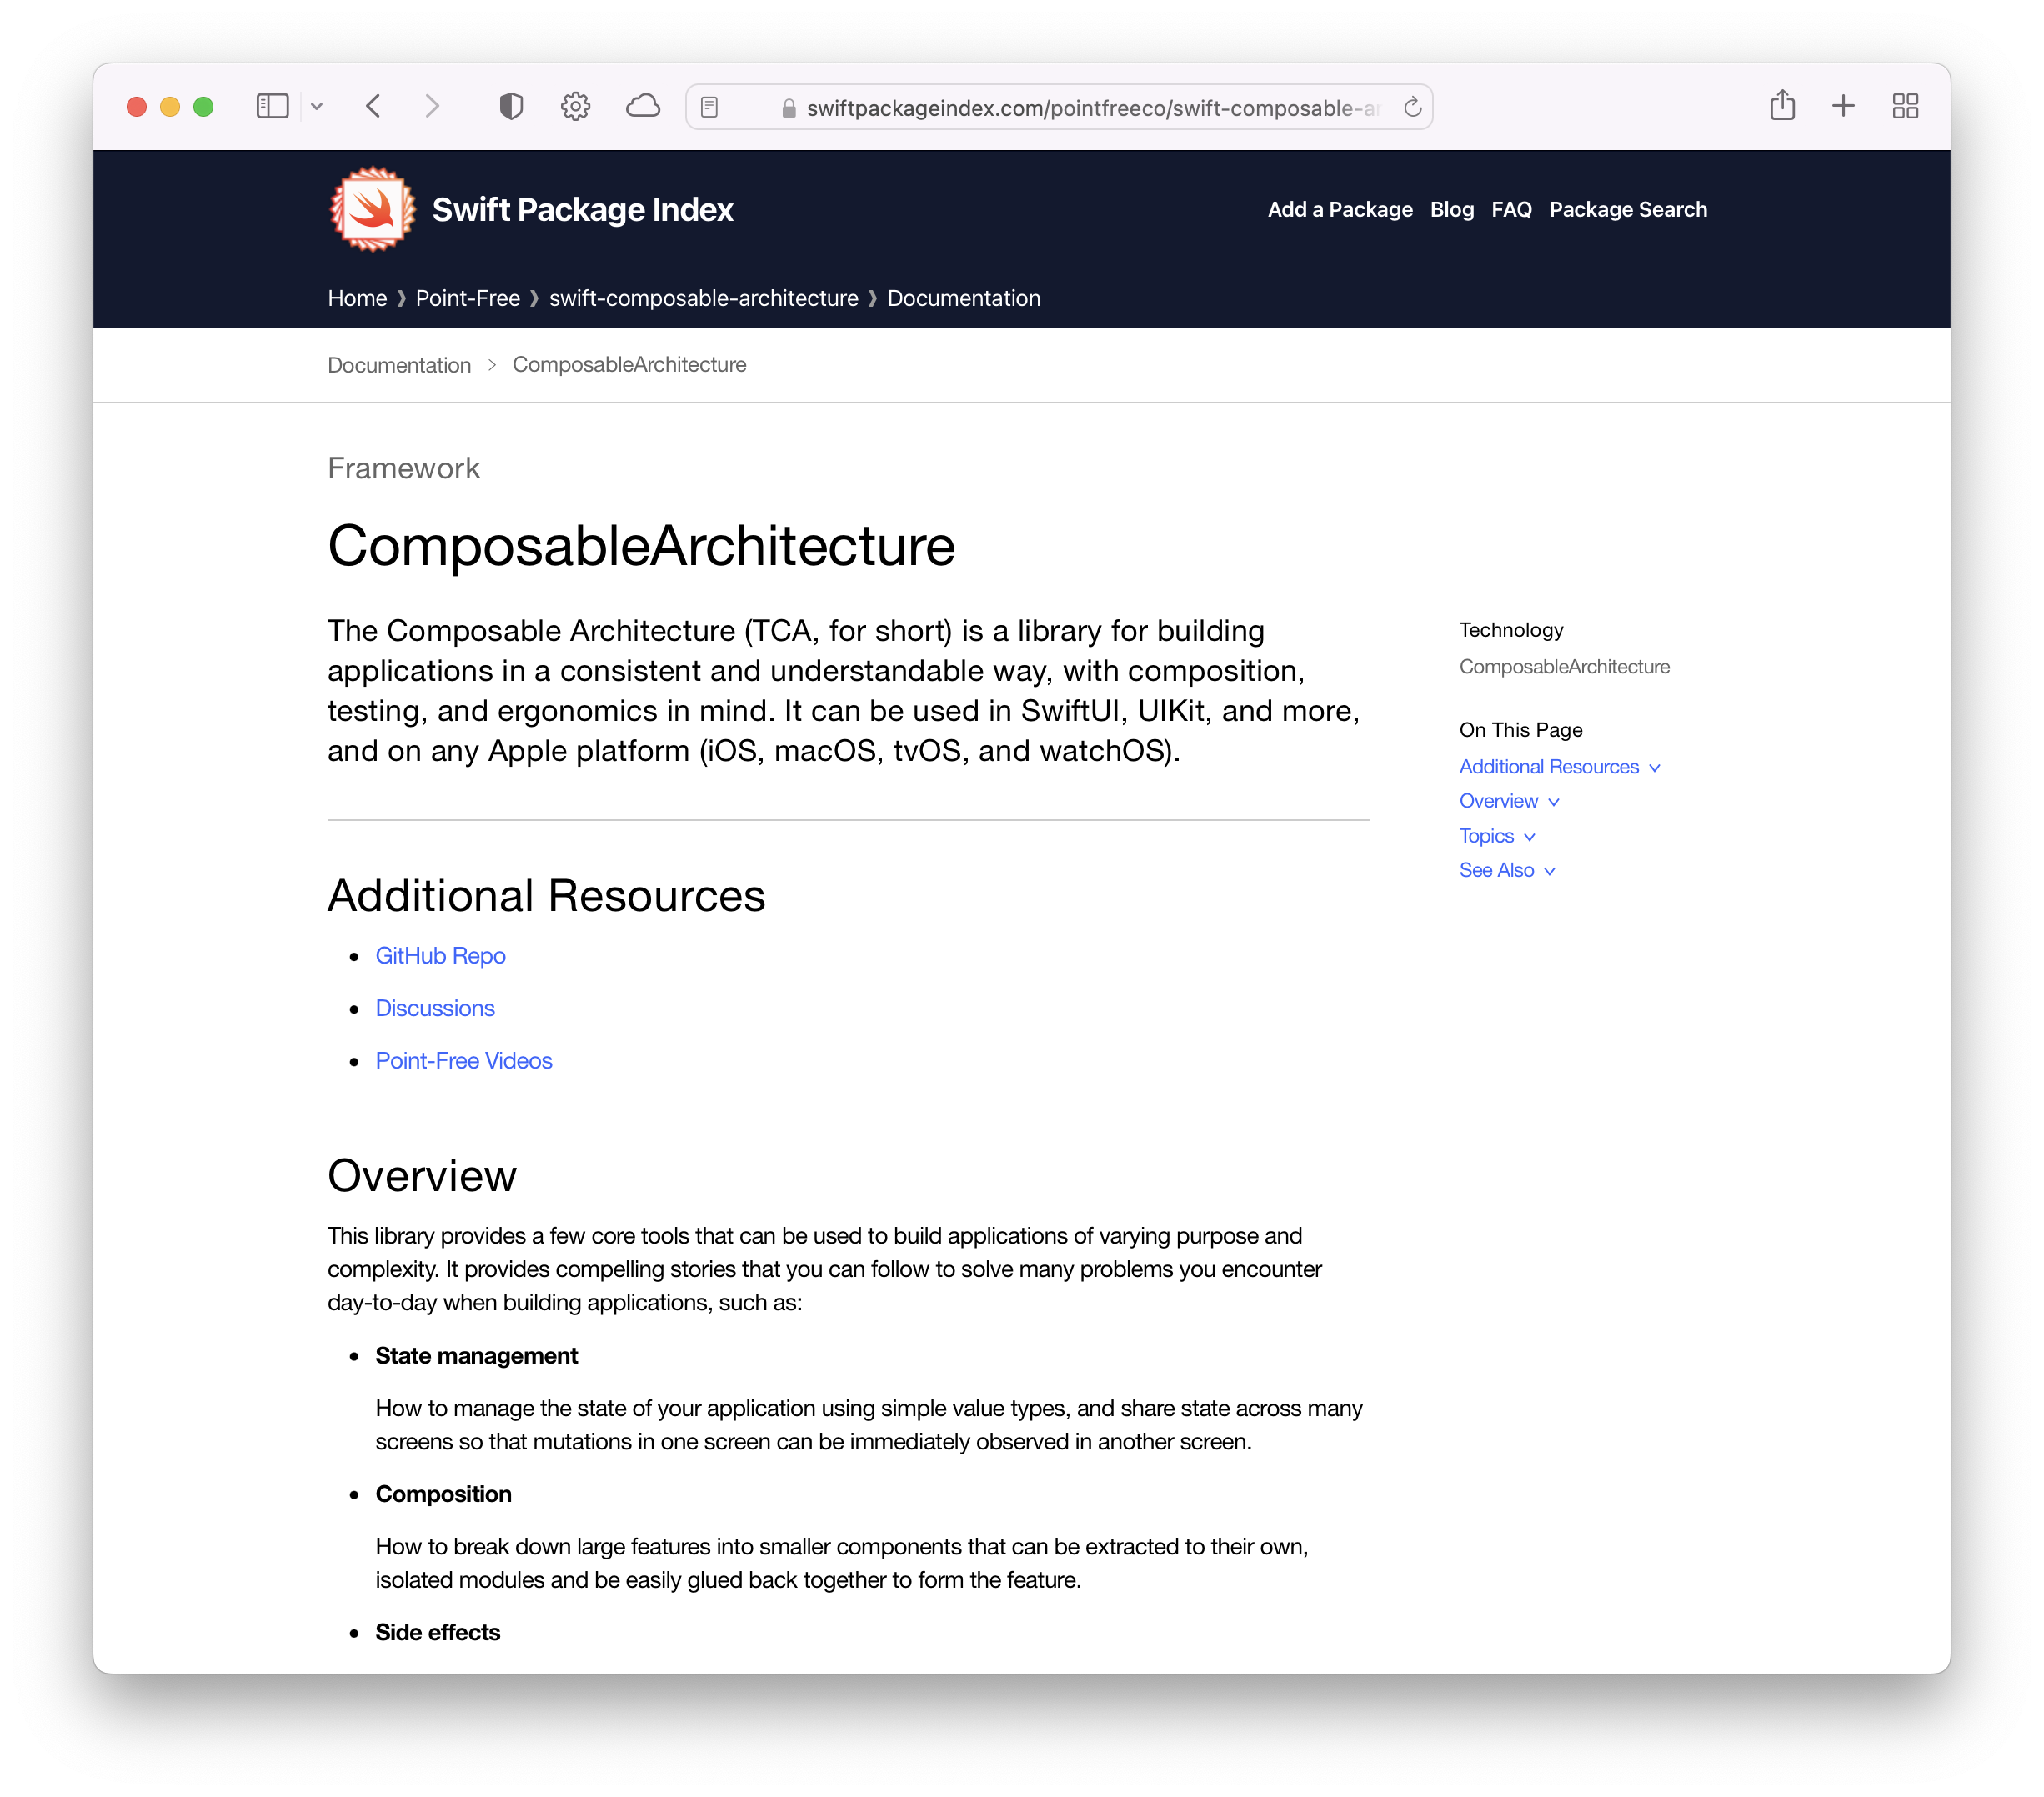 swiftpackageindex.com/pointfreeco/swift-composable-ar
Swift Package Index
Add a Package Blog FAQ Package Search
Home ❱ Point-Free ❱ swift-composable-architecture ❱ Documentation
Documentation > ComposableArchitecture
Framework
ComposableArchitecture
The Composable Architecture (TCA, for short) is a library for building
applications in a consistent and understandable way, with composition,
testing, and ergonomics in mind. It can be used in SwiftUI, UIKit, and more,
and on any Apple platform (iOS, macOS, tvOS, and watchOS).
Technology
ComposableArchitecture
On This Page
Additional Resources
Overview
Topics
See Also
Additional Resources
• GitHub Repo
• Discussions
• Point-Free Videos
Overview
This library provides a few core tools that can be used to build applications of varying purpose and
complexity. It provides compelling stories that you can follow to solve many problems you encounter
day-to-day when building applications, such as:
• State management
How to manage the state of your application using simple value types, and share state across many
screens so that mutations in one screen can be immediately observed in another screen.
• Composition
How to break down large features into smaller components that can be extracted to their own,
isolated modules and be easily glued back together to form the feature.
• Side effects